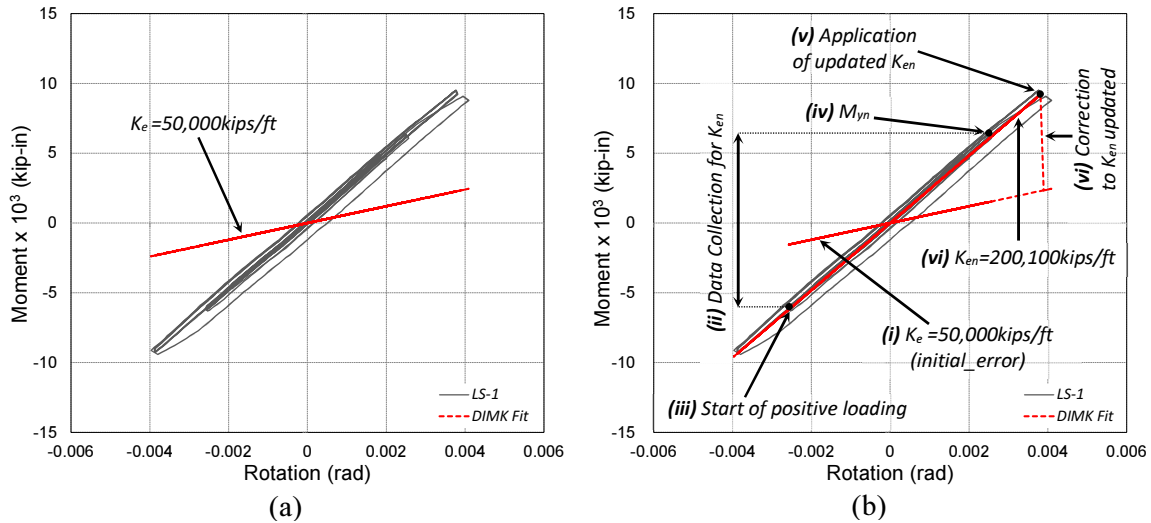 15
10
5
0
-5
-10
-15
-0.006
-0.004
-0.002
0
0.002
0.004
0.006
Moment x 10³ (kip-in)
Rotation (rad)
Kₑ=50,000kips/ft
LS-1
DIMK Fit
(a)
15
10
5
0
-5
-10
-15
-0.006
-0.004
-0.002
0
0.002
0.004
0.006
Moment x 10³ (kip-in)
Rotation (rad)
(v) Application
of updated Kₑₙ
(iv) Myn
(ii) Data Collection for Kₑₙ
(vi) Correction
to Kₑₙ updated
(vi) Kₑₙ=200,100kips/ft
(i) Kₑ=50,000kips/ft
(initial_error)
(iii) Start of positive loading
LS-1
DIMK Fit
(b)